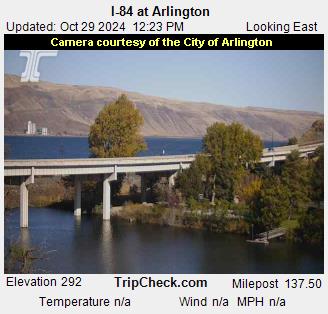 I-84 at Arlington
Updated: Oct 29 2024 12:23 PM Looking East
Camera courtesy of the City of Arlington
Elevation 292 TripCheck.com Milepost 137.50
Temperature n/a Wind n/a MPH n/a